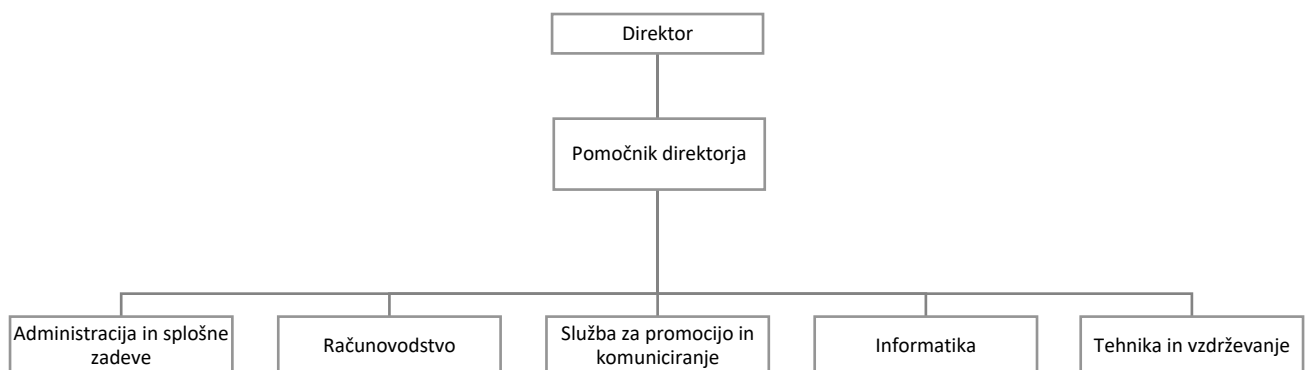 Direktor
Pomočnik direktorja
Administracija in splošne
zadeve
Računovodstvo
Služba za promocijo in
komuniciranje
Informatika
Tehnika in vzdrževanje